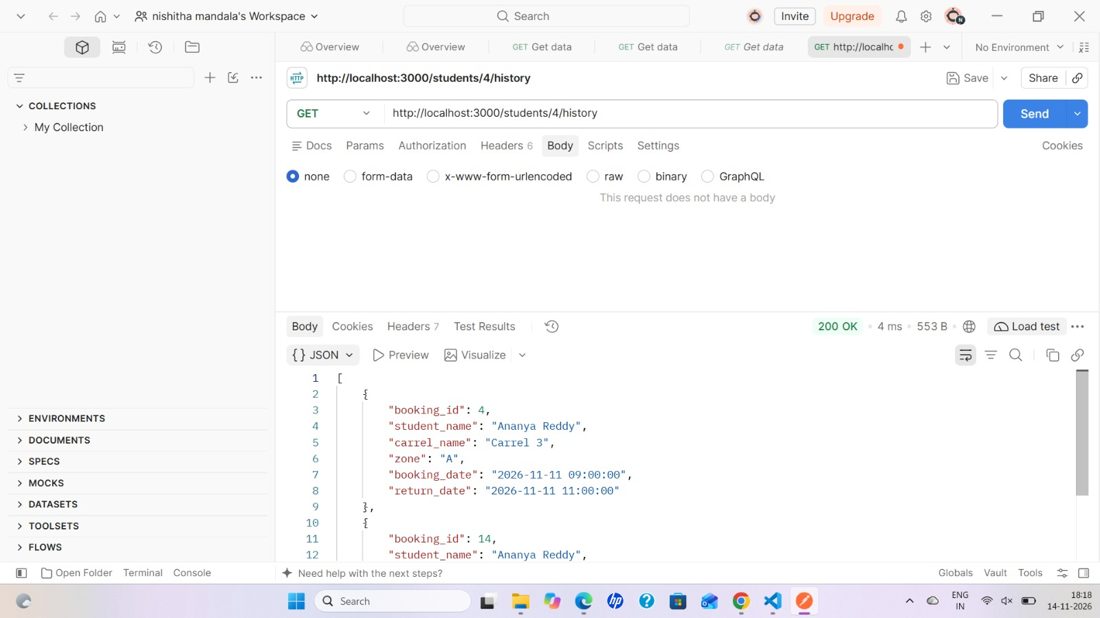 nishitha mandala's Workspace
Search
Invite
Upgrade
Overview
Overview
GET Get data
GET Get data
GET Get data
GET http://localhc
No Environment
HTTP
http://localhost:3000/students/4/history
Save
Share
COLLECTIONS
My Collection
GET
http://localhost:3000/students/4/history
Send
Docs
Params
Authorization
Headers 6
Body
Scripts
Settings
Cookies
none
form-data
x-www-form-urlencoded
raw
binary
GraphQL
This request does not have a body
Body
Cookies
Headers 7
Test Results
200 OK
4 ms
553 B
Load test
{} JSON
Preview
Visualize
1 [
2 {
3 "booking_id": 4,
4 "student_name": "Ananya Reddy",
5 "carrel_name": "Carrel 3",
6 "zone": "A",
7 "booking_date": "2026-11-11 09:00:00",
8 "return_date": "2026-11-11 11:00:00"
9 },
10 {
11 "booking_id": 14,
12 "student_name": "Ananya Reddy",
ENVIRONMENTS
DOCUMENTS
SPECS
MOCKS
DATASETS
TOOLSETS
FLOWS
Open Folder
Terminal
Console
Need help with the next steps?
Globals
Vault
Tools
Search
hp
ENG
IN
18:18
14-11-2026